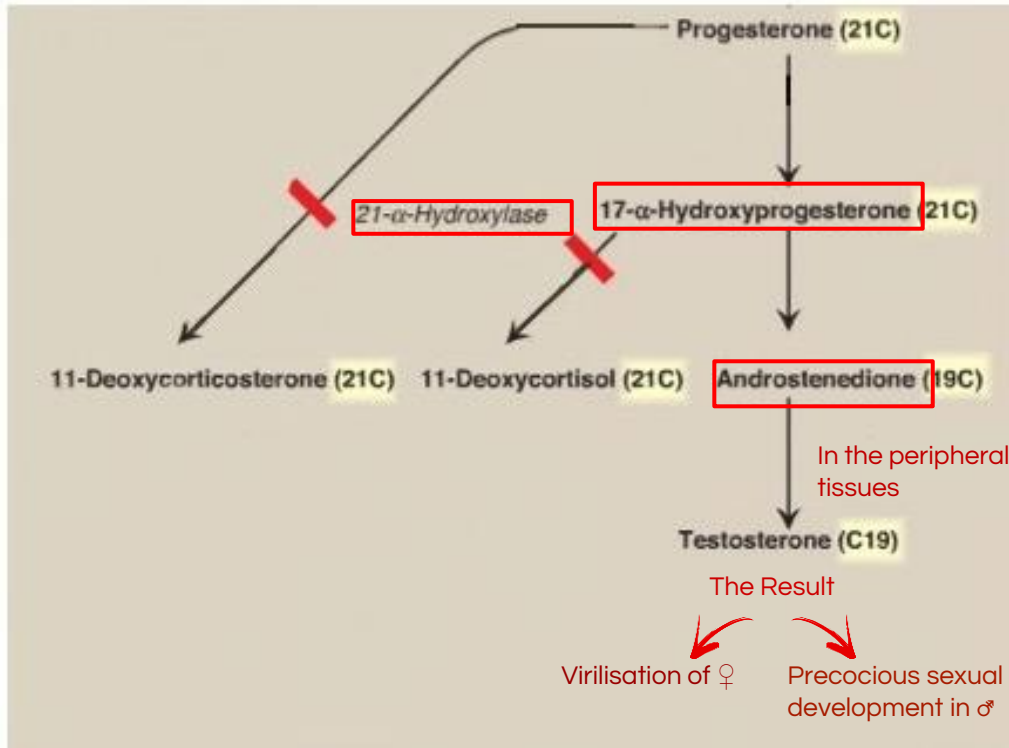 Progesterone (21C)
21-α-Hydroxylase
17-α-Hydroxyprogesterone (21C)
11-Deoxycorticosterone (21C)
11-Deoxycortisol (21C)
Androstenedione (19C)
In the peripheral
tissues
Testosterone (C19)
The Result
Virilisation of ♀
Precocious sexual
development in ♂